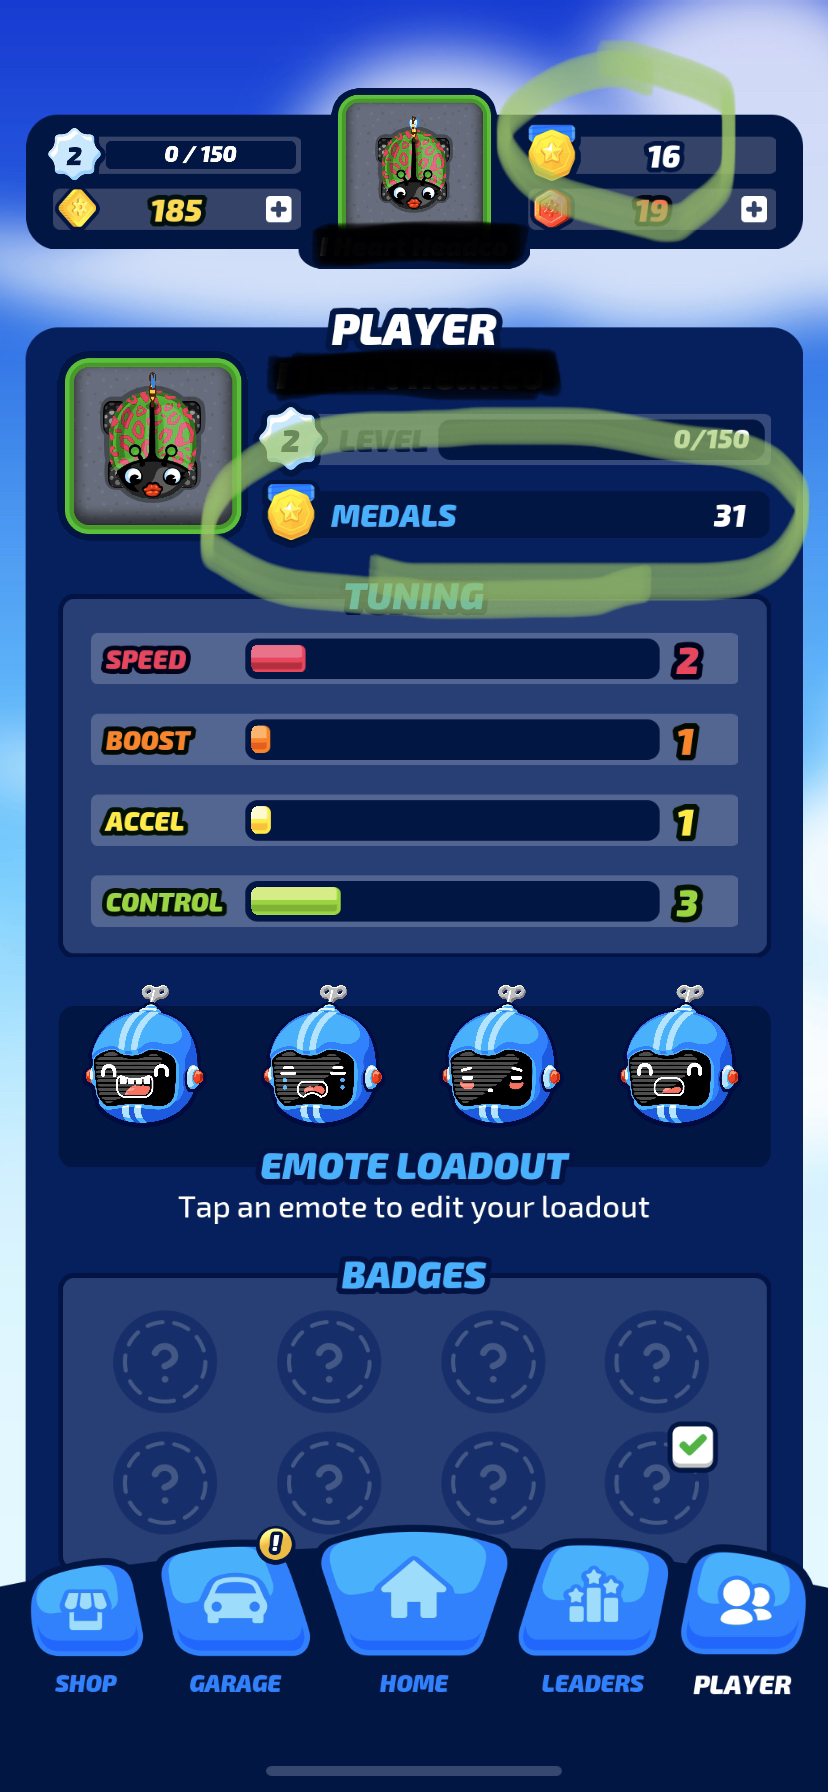 2 0 / 150 16
185 19
PLAYER
2 LEVEL 0/150
MEDALS 31
TUNING
SPEED 2
BOOST 1
ACCEL 1
CONTROL 3
EMOTE LOADOUT
Tap an emote to edit your loadout
BADGES
? ? ? ?
? ? ? ?
!
SHOP GARAGE HOME LEADERS PLAYER